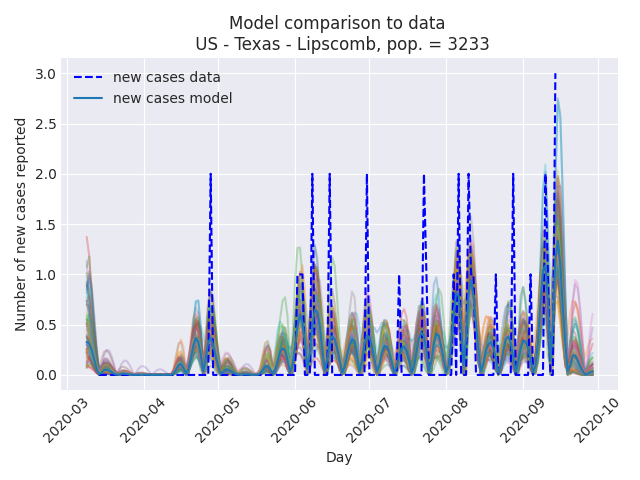 Model comparison to data
US - Texas - Lipscomb, pop. = 3233
new cases data
new cases model
Number of new cases reported
3.0
2.5
2.0
1.5
1.0
0.5
0.0
2020-03
2020-04
2020-05
2020-06
2020-07
2020-08
2020-09
2020-10
Day